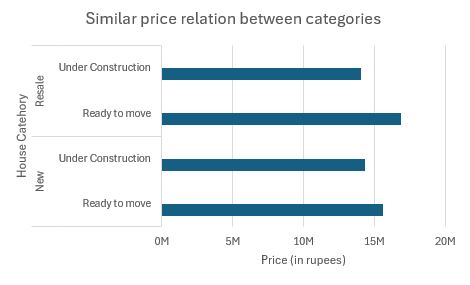 Similar price relation between categories
House Catehory
Resale
Under Construction
Ready to move
New
Under Construction
Ready to move
0M 5M 10M 15M 20M
Price (in rupees)